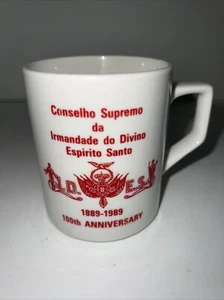 Conselho Supremo
da
Irmandade do Divino
Espirito Santo
I.D. E.S.
1889-1989
100th ANNIVERSARY